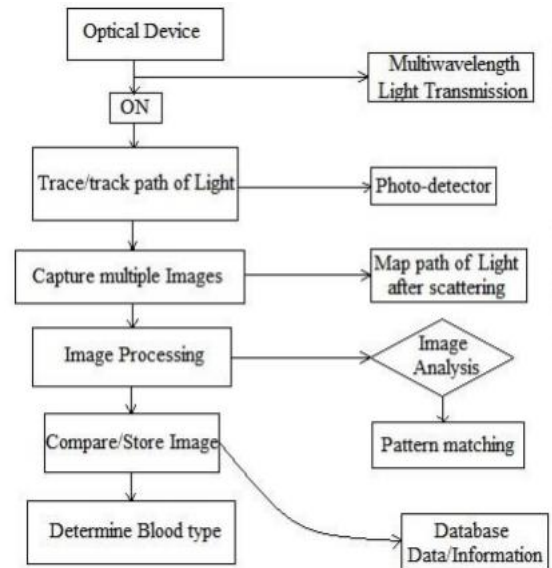 Optical Device
Multiwavelength
Light Transmission
ON
Trace/track path of Light
Photo-detector
Capture multiple Images
Map path of Light
after scattering
Image Processing
Image
Analysis
Compare/Store Image
Pattern matching
Determine Blood type
Database
Data/Information